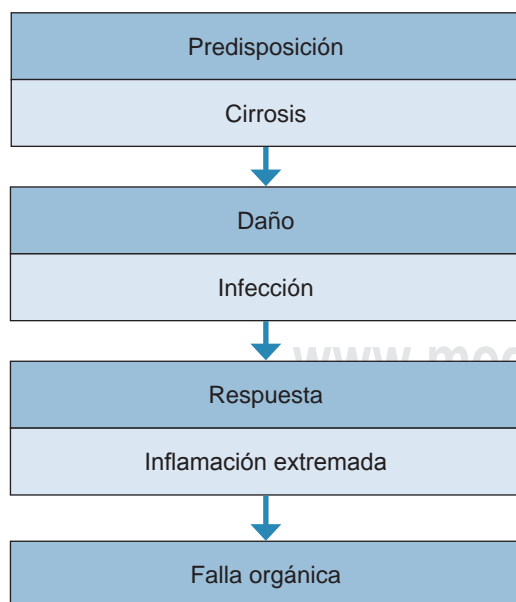 Predisposición
Cirrosis
Daño
Infección
Respuesta
Inflamación extremada
Falla orgánica